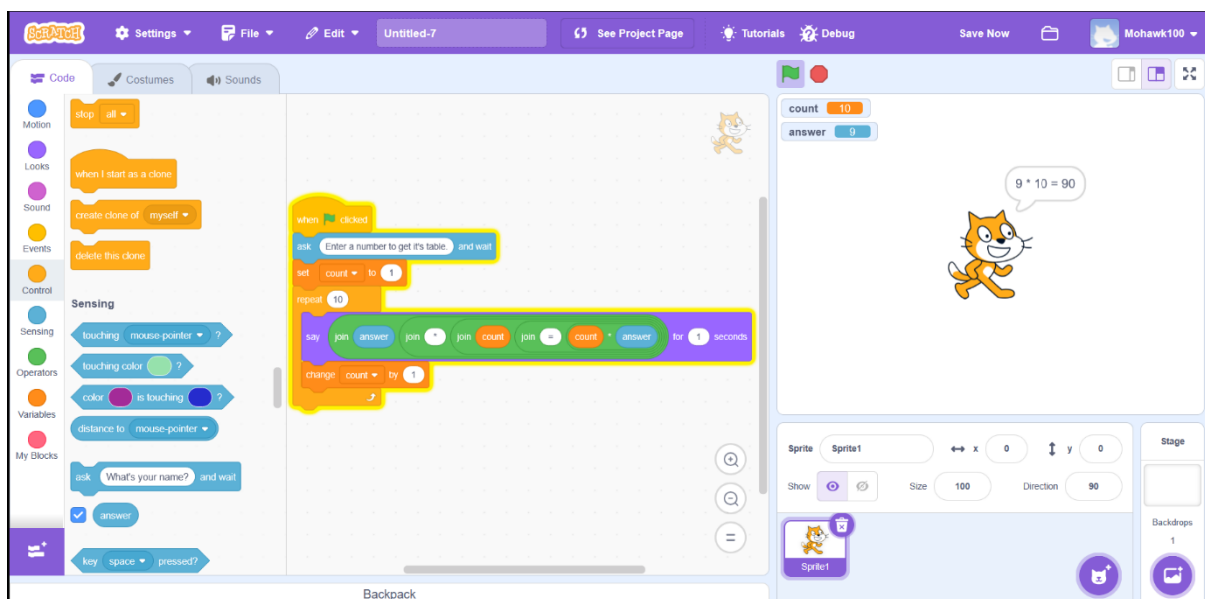 SCRATCH Settings File Edit Untitled-7 See Project Page Tutorials Debug Save Now Mohawk100
Code Costumes Sounds
Motion
Looks
Sound
Events
Control
Sensing
Operators
Variables
My Blocks
stop all
when I start as a clone
create clone of myself
delete this clone
Sensing
touching mouse-pointer ?
touching color ?
color is touching ?
distance to mouse-pointer
ask What's your name? and wait
answer
key space pressed?
when clicked
ask Enter a number to get it's table. and wait
set count to 1
repeat 10
say join answer join * join count join = count * answer for 1 seconds
change count by 1
=
Backpack
count 10
answer 9
9 * 10 = 90
Sprite Sprite1 x 0 y 0
Show Size 100 Direction 90
Sprite1
Stage
Backdrops
1